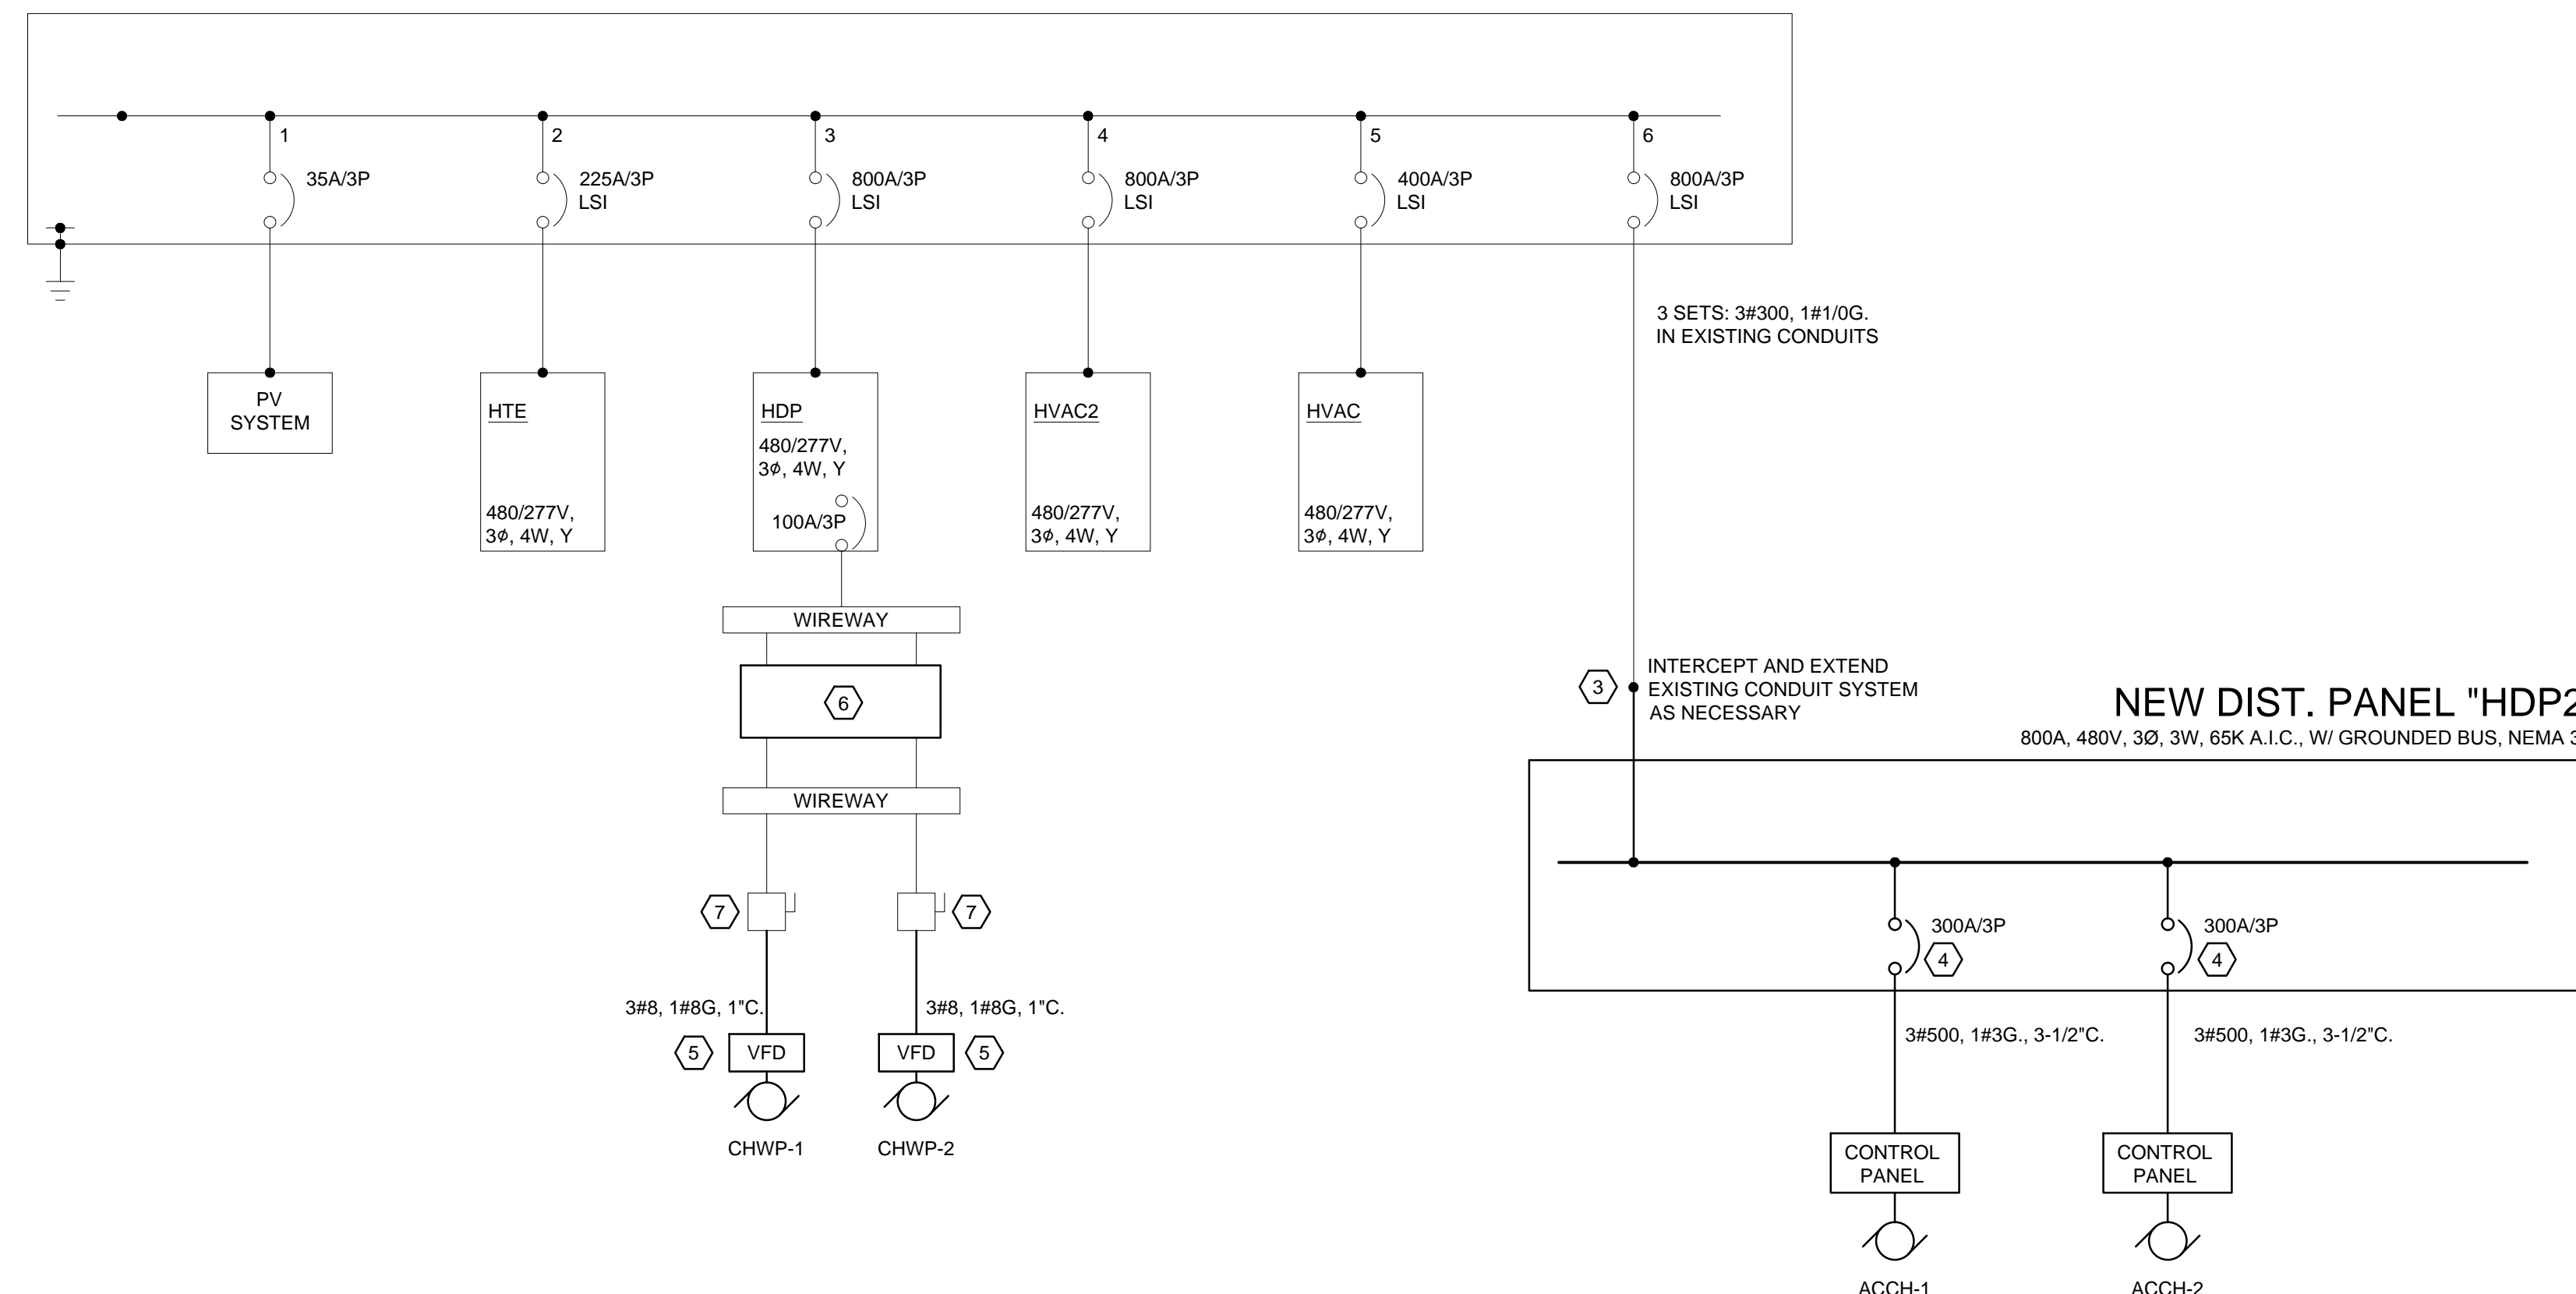 1
2
3
4
5
6
35A/3P
225A/3P
LSI
800A/3P
LSI
800A/3P
LSI
400A/3P
LSI
800A/3P
LSI
3 SETS: 3#300, 1#1/0G.
IN EXISTING CONDUITS
PV
SYSTEM
HTE
480/277V,
3ϕ, 4W, Y
HDP
480/277V,
3ϕ, 4W, Y
100A/3P
HVAC2
480/277V,
3ϕ, 4W, Y
HVAC
480/277V,
3ϕ, 4W, Y
WIREWAY
6
WIREWAY
7
7
3#8, 1#8G, 1"C.
3#8, 1#8G, 1"C.
5
VFD
VFD
5
CHWP-1
CHWP-2
3
INTERCEPT AND EXTEND
EXISTING CONDUIT SYSTEM
AS NECESSARY
NEW DIST. PANEL "HDP2
800A, 480V, 3Ø, 3W, 65K A.I.C., W/ GROUNDED BUS, NEMA 3
300A/3P
4
300A/3P
4
3#500, 1#3G., 3-1/2"C.
3#500, 1#3G., 3-1/2"C.
CONTROL
PANEL
CONTROL
PANEL
ACCH-1
ACCH-2